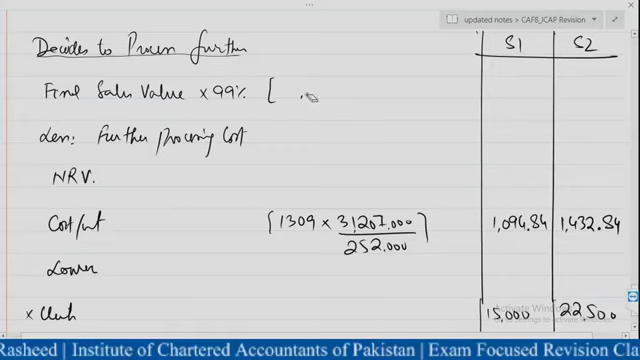 updated notes > CAF8_ICAP Revision
Decides to Process further
S1 S2
Final Sales Value × 99% [
Less: Further processing Cost
NRV.
Cost/unit [1309 × 31,207,000 / 252.000] 1,094.84 1,432.84
Lower
× Units 15,000 22,500
Activate Windows
Rasheed | Institute of Chartered Accountants of Pakistan | Exam Focused Revision Cla